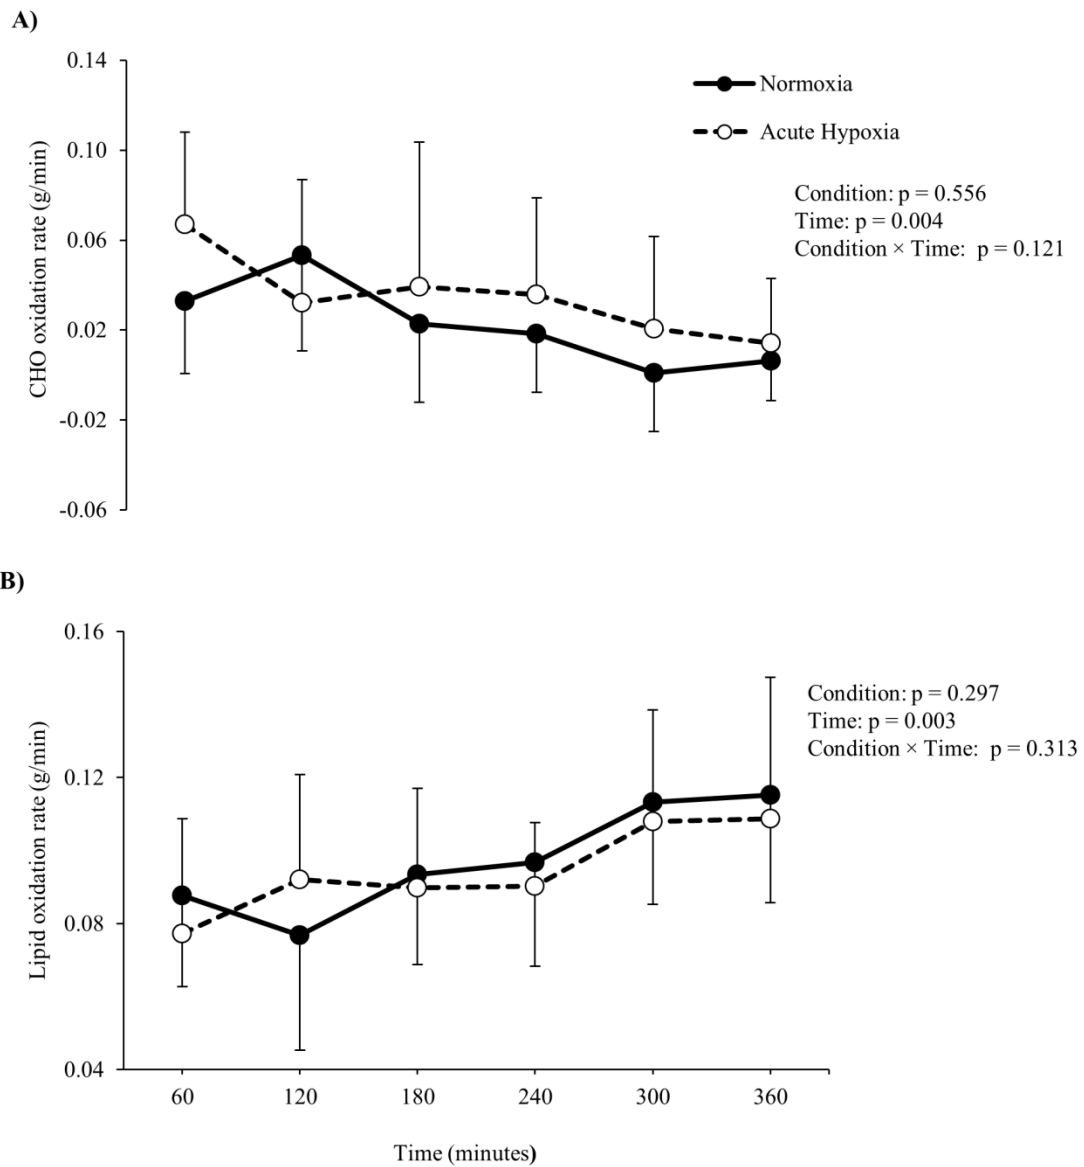 A)
0.14
0.10
0.06
0.02
-0.02
-0.06
CHO oxidation rate (g/min)
Normoxia
Acute Hypoxia
Condition: p = 0.556
Time: p = 0.004
Condition × Time: p = 0.121
B)
0.16
0.12
0.08
0.04
Lipid oxidation rate (g/min)
Condition: p = 0.297
Time: p = 0.003
Condition × Time: p = 0.313
60 120 180 240 300 360
Time (minutes)